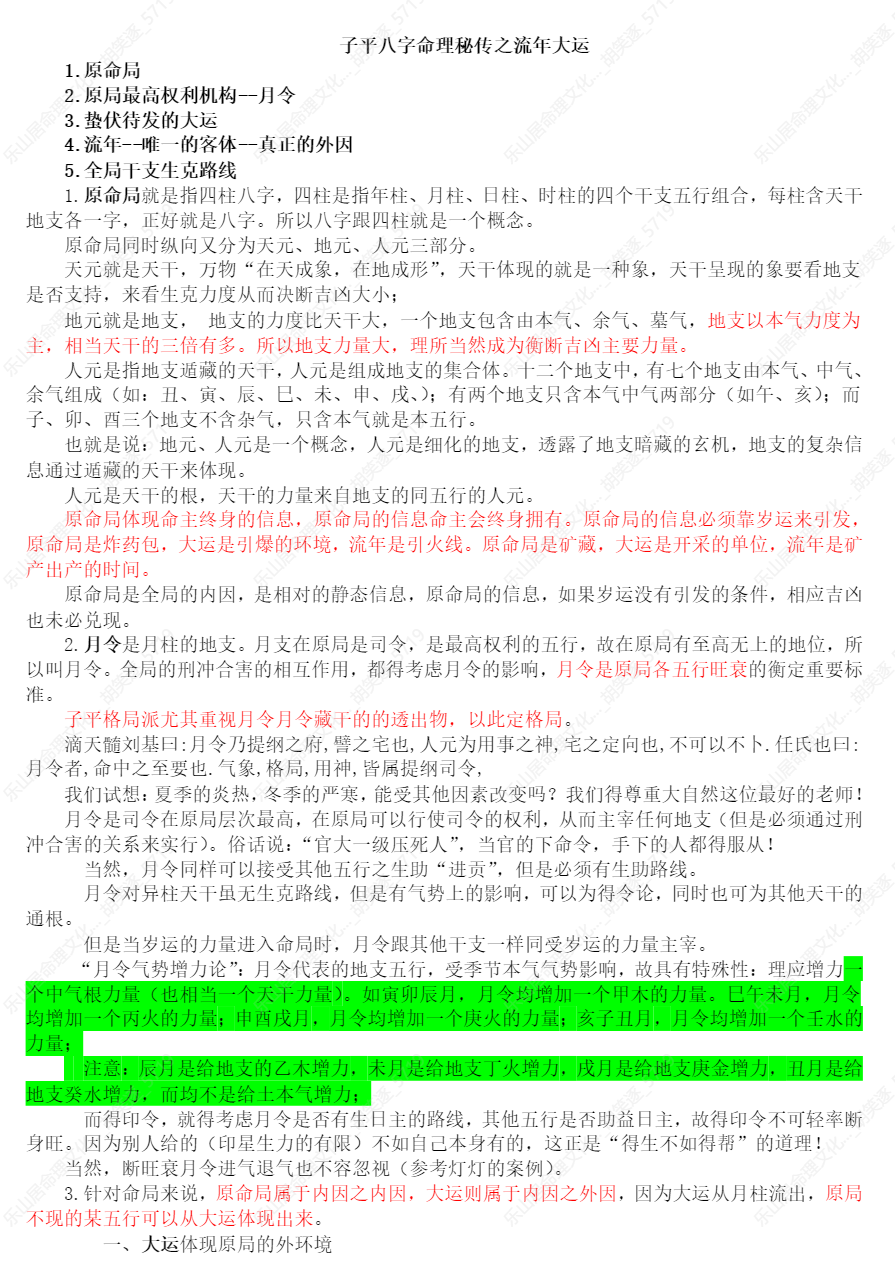 子平八字命理秘传之流年大运
1.原命局
2.原局最高权利机构--月令
3.蛰伏待发的大运
4.流年--唯一的客体--真正的外因
5.全局干支生克路线
1.原命局就是指四柱八字，四柱是指年柱、月柱、日柱、时柱的四个干支五行组合，每柱含天干
地支各一字，正好就是八字。所以八字跟四柱就是一个概念。
原命局同时纵向又分为天元、地元、人元三部分。
天元就是天干，万物“在天成象，在地成形”，天干体现的就是一种象，天干呈现的象要看地支
是否支持，来看生克力度从而决断吉凶大小；
地元就是地支， 地支的力度比天干大，一个地支包含由本气、余气、墓气，地支以本气力度为
主，相当天干的三倍有多。所以地支力量大，理所当然成为衡断吉凶主要力量。
人元是指地支遁藏的天干，人元是组成地支的集合体。十二个地支中，有七个地支由本气、中气、
余气组成（如：丑、寅、辰、巳、未、申、戌、）；有两个地支只含本气中气两部分（如午、亥）；而
子、卯、酉三个地支不含杂气，只含本气就是本五行。
也就是说：地元、人元是一个概念，人元是细化的地支，透露了地支暗藏的玄机，地支的复杂信
息通过遁藏的天干来体现。
人元是天干的根，天干的力量来自地支的同五行的人元。
原命局体现命主终身的信息，原命局的信息命主会终身拥有。原命局的信息必须靠岁运来引发，
原命局是炸药包，大运是引爆的环境，流年是引火线。原命局是矿藏，大运是开采的单位，流年是矿
产出产的时间。
原命局是全局的内因，是相对的静态信息，原命局的信息，如果岁运没有引发的条件，相应吉凶
也未必兑现。
2.月令是月柱的地支。月支在原局是司令，是最高权利的五行，故在原局有至高无上的地位，所
以叫月令。全局的刑冲合害的相互作用，都得考虑月令的影响，月令是原局各五行旺衰的衡定重要标
准。
子平格局派尤其重视月令月令藏干的的透出物，以此定格局。
滴天髓刘基曰:月令乃提纲之府,譬之宅也,人元为用事之神,宅之定向也,不可以不卜.任氏也曰:
月令者,命中之至要也.气象,格局,用神,皆属提纲司令,
我们试想：夏季的炎热，冬季的严寒，能受其他因素改变吗？我们得尊重大自然这位最好的老师！
月令是司令在原局层次最高，在原局可以行使司令的权利，从而主宰任何地支（但是必须通过刑
冲合害的关系来实行）。俗话说：“官大一级压死人”，当官的下命令，手下的人都得服从！
当然，月令同样可以接受其他五行之生助“进贡”，但是必须有生助路线。
月令对异柱天干虽无生克路线，但是有气势上的影响，可以为得令论，同时也可为其他天干的
通根。
但是当岁运的力量进入命局时，月令跟其他干支一样同受岁运的力量主宰。
“月令气势增力论”：月令代表的地支五行，受季节本气气势影响，故具有特殊性：理应增力一
个中气根力量（也相当一个天干力量）。如寅卯辰月，月令均增加一个甲木的力量。巳午未月，月令
均增加一个丙火的力量；申酉戌月，月令均增加一个庚火的力量；亥子丑月，月令均增加一个壬水的
力量；
注意：辰月是给地支的乙木增力，未月是给地支丁火增力，戌月是给地支庚金增力，丑月是给
地支癸水增力，而均不是给土本气增力；
而得印令，就得考虑月令是否有生日主的路线，其他五行是否助益日主，故得印令不可轻率断
身旺。因为别人给的（印星生力的有限）不如自己本身有的，这正是“得生不如得帮”的道理！
当然，断旺衰月令进气退气也不容忽视（参考灯灯的案例）。
3.针对命局来说，原命局属于内因之内因，大运则属于内因之外因，因为大运从月柱流出，原局
不现的某五行可以从大运体现出来。
一、大运体现原局的外环境